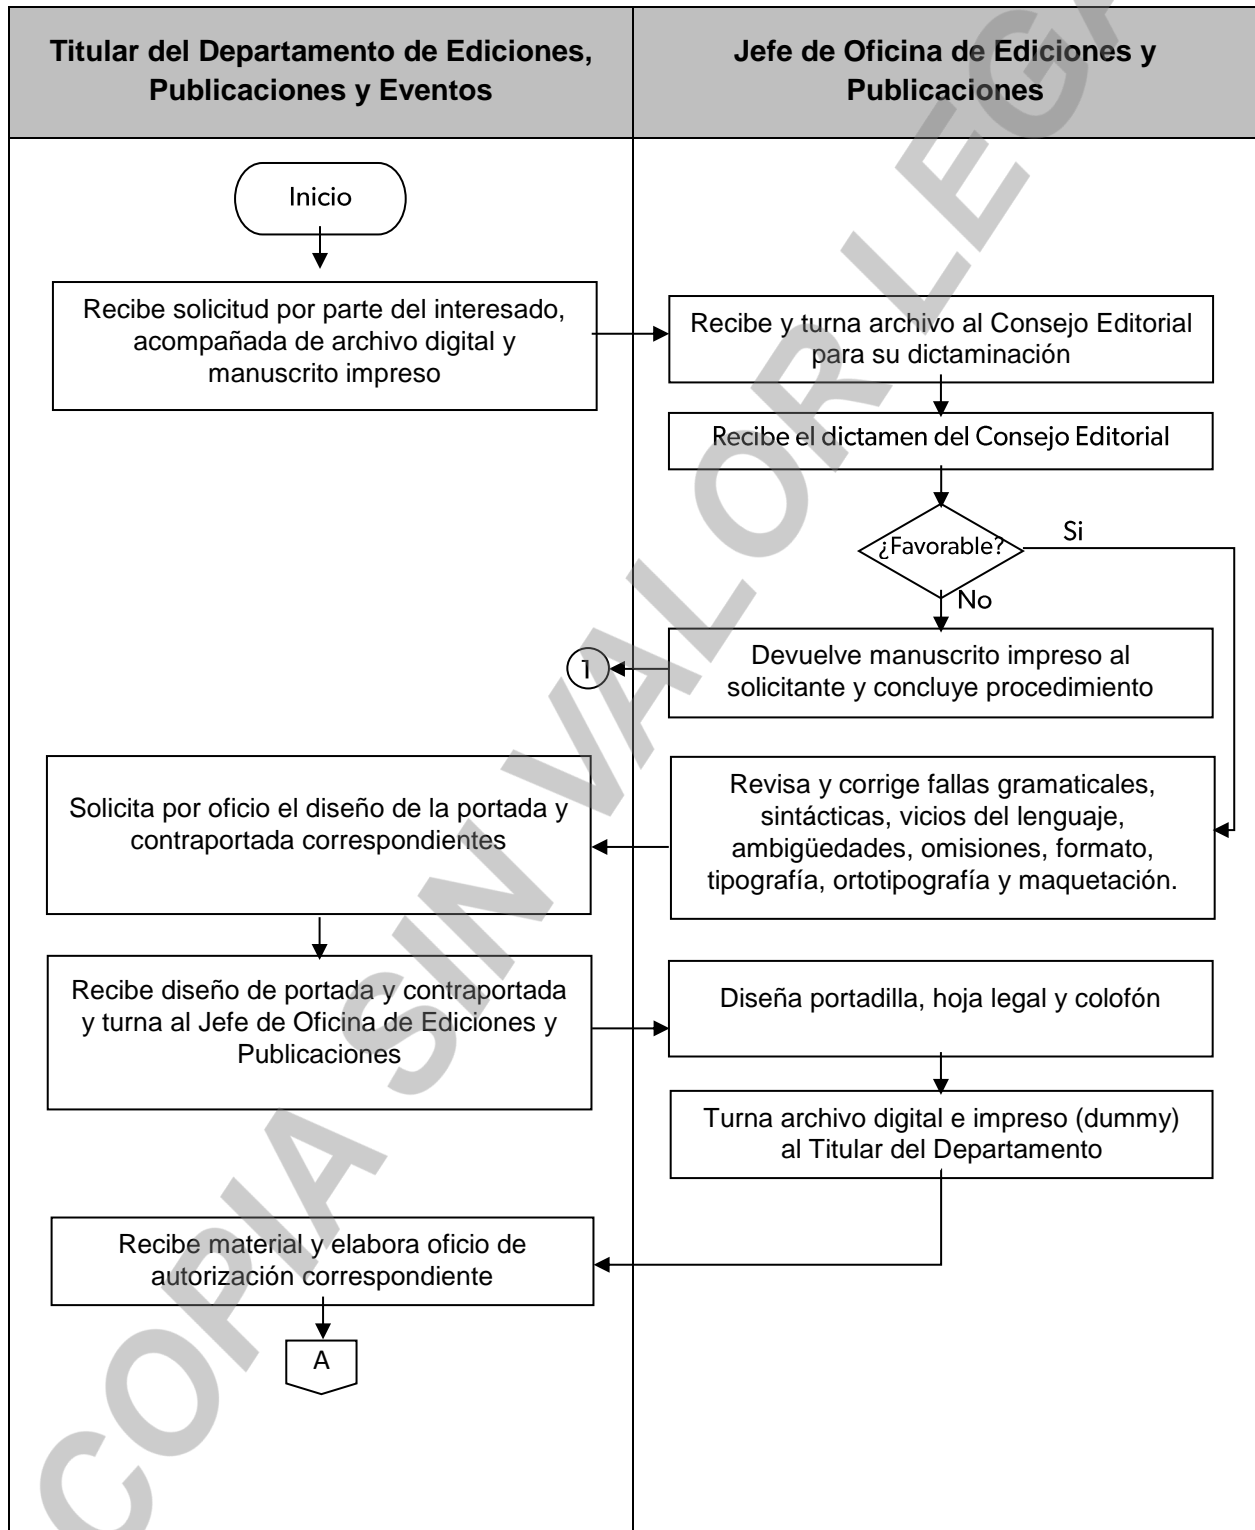 Titular del Departamento de Ediciones,
Publicaciones y Eventos
Jefe de Oficina de Ediciones y
Publicaciones
Inicio
Recibe solicitud por parte del interesado,
acompañada de archivo digital y
manuscrito impreso
Recibe y turna archivo al Consejo Editorial
para su dictaminación
Recibe el dictamen del Consejo Editorial
¿Favorable?
Si
No
Devuelve manuscrito impreso al
solicitante y concluye procedimiento
1
Revisa y corrige fallas gramaticales,
sintácticas, vicios del lenguaje,
ambigüedades, omisiones, formato,
tipografía, ortotipografía y maquetación.
Solicita por oficio el diseño de la portada y
contraportada correspondientes
Recibe diseño de portada y contraportada
y turna al Jefe de Oficina de Ediciones y
Publicaciones
Diseña portadilla, hoja legal y colofón
Turna archivo digital e impreso (dummy)
al Titular del Departamento
Recibe material y elabora oficio de
autorización correspondiente
A
COPIA SIN VALOR LEGA